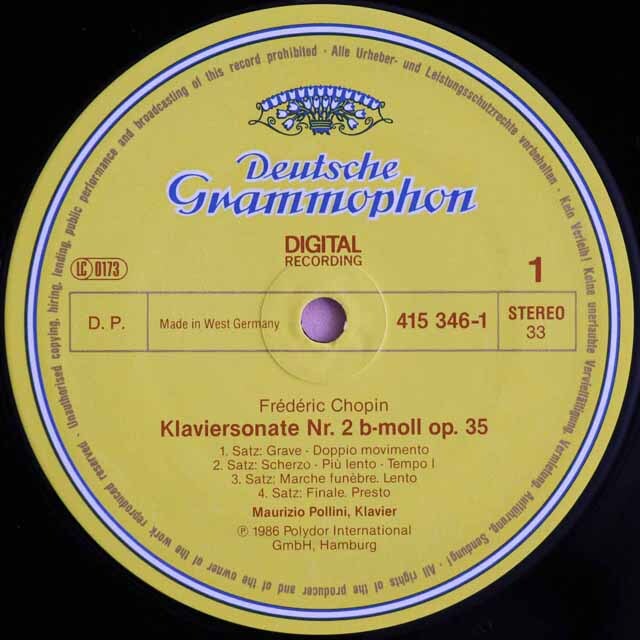 Alle Urheber- und Leistungsschutzrechte vorbehalten · Kein Verleih! Keine unerlaubte Vervielfältigung, Vermietung, Aufführung, Sendung! · All rights of the producer and of the owner of the work reproduced reserved · Unauthorised copying, hiring, lending, public performance and broadcasting of this record prohibited ·
Deutsche
Grammophon
DIGITAL
RECORDING
LC 0173
1
D. P.
Made in West Germany
415 346-1
STEREO
33
Frédéric Chopin
Klaviersonate Nr. 2 b-moll op. 35
1. Satz: Grave · Doppio movimento
2. Satz: Scherzo · Più lento · Tempo I
3. Satz: Marche funèbre. Lento
4. Satz: Finale. Presto
Maurizio Pollini, Klavier
℗ 1986 Polydor International
GmbH, Hamburg